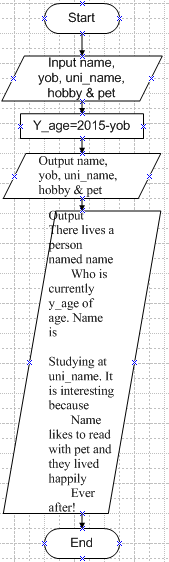 Start
Input name,
yob, uni_name,
hobby & pet
Y_age=2015-yob
Output name,
yob, uni_name,
hobby & pet
Output
There lives a
person
named name
Who is
currently
y_age of
age. Name
is
Studying at
uni_name. It
is interesting
because
Name
likes to read
with pet and
they lived
happily
Ever
after!
End